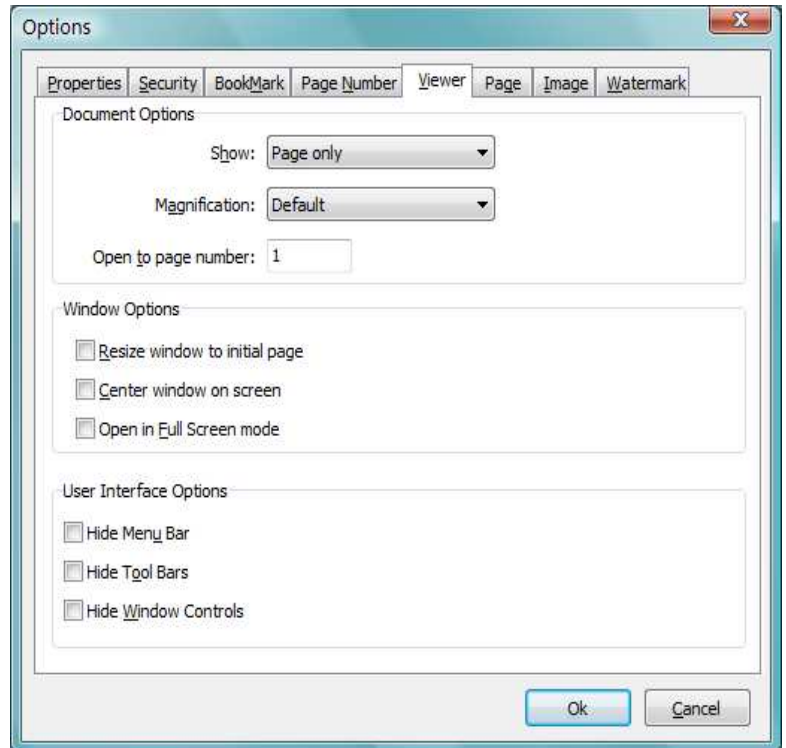 Options
X
Properties Security BookMark Page Number Viewer Page Image Watermark
Document Options
Show: Page only
Magnification: Default
Open to page number: 1
Window Options
Resize window to initial page
Center window on screen
Open in Full Screen mode
User Interface Options
Hide Menu Bar
Hide Tool Bars
Hide Window Controls
Ok Cancel